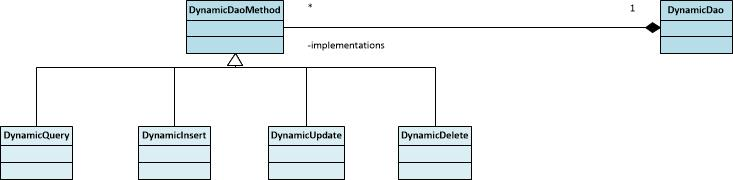 DynamicDaoMethod
*
1
DynamicDao
-implementations
DynamicQuery
DynamicInsert
DynamicUpdate
DynamicDelete